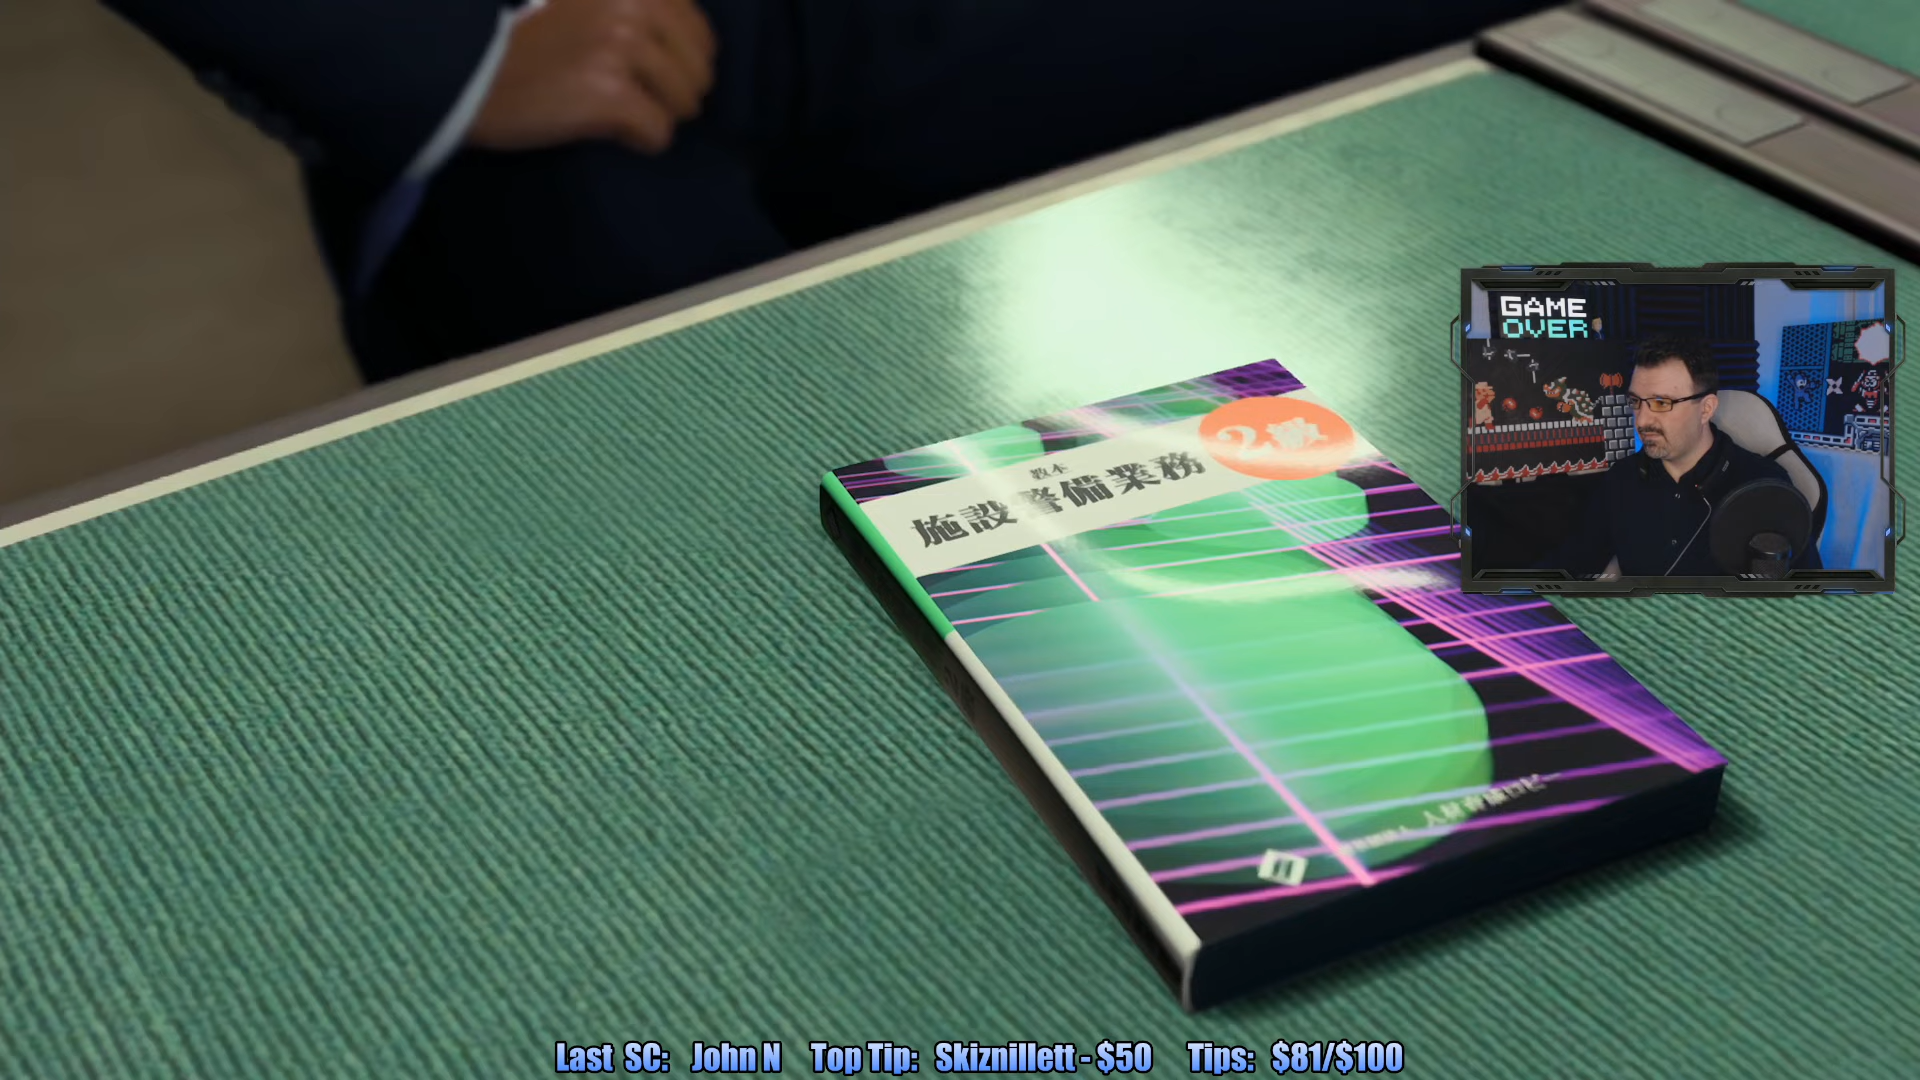 GAME
OVER
2級
教本
施設警備業務
Last SC: John N Top Tip: Skiznillett - $50 Tips: $81/$100